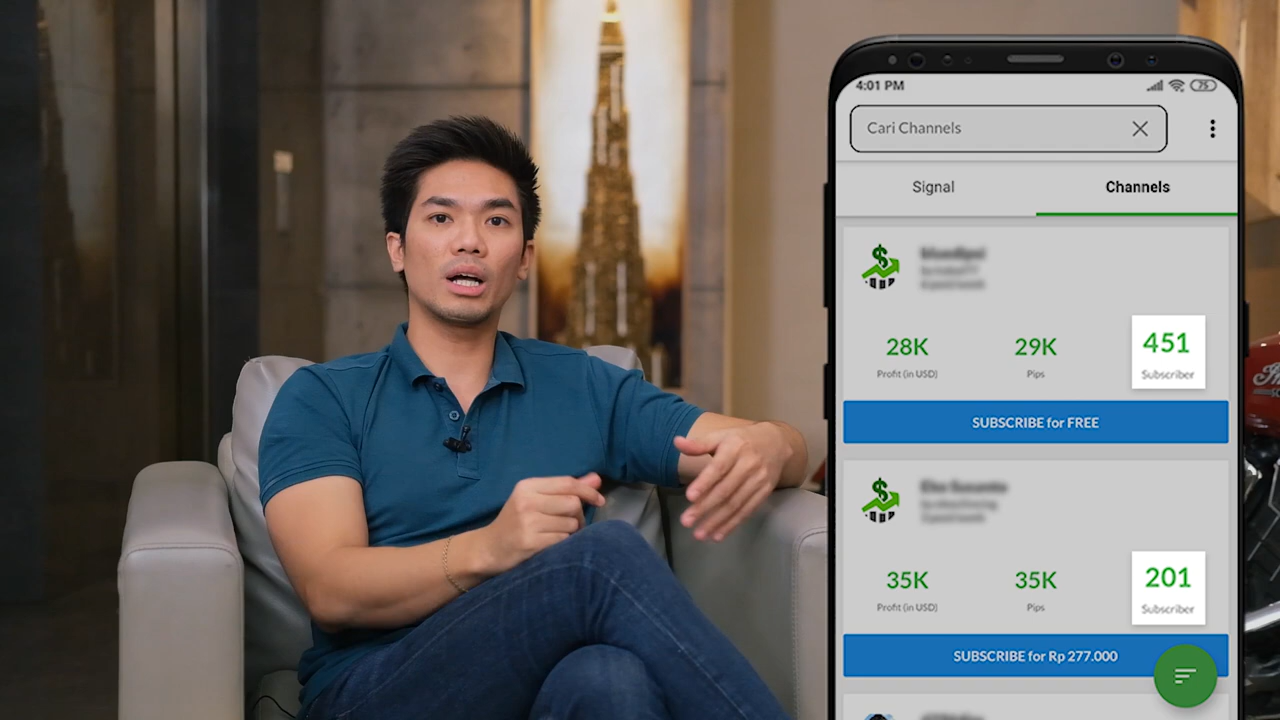 4:01 PM
75
Cari Channels
Signal
Channels
28K
29K
451
Profit (in USD)
Pips
Subscriber
SUBSCRIBE for FREE
35K
35K
201
Profit (in USD)
Pips
Subscriber
SUBSCRIBE for Rp 277.000